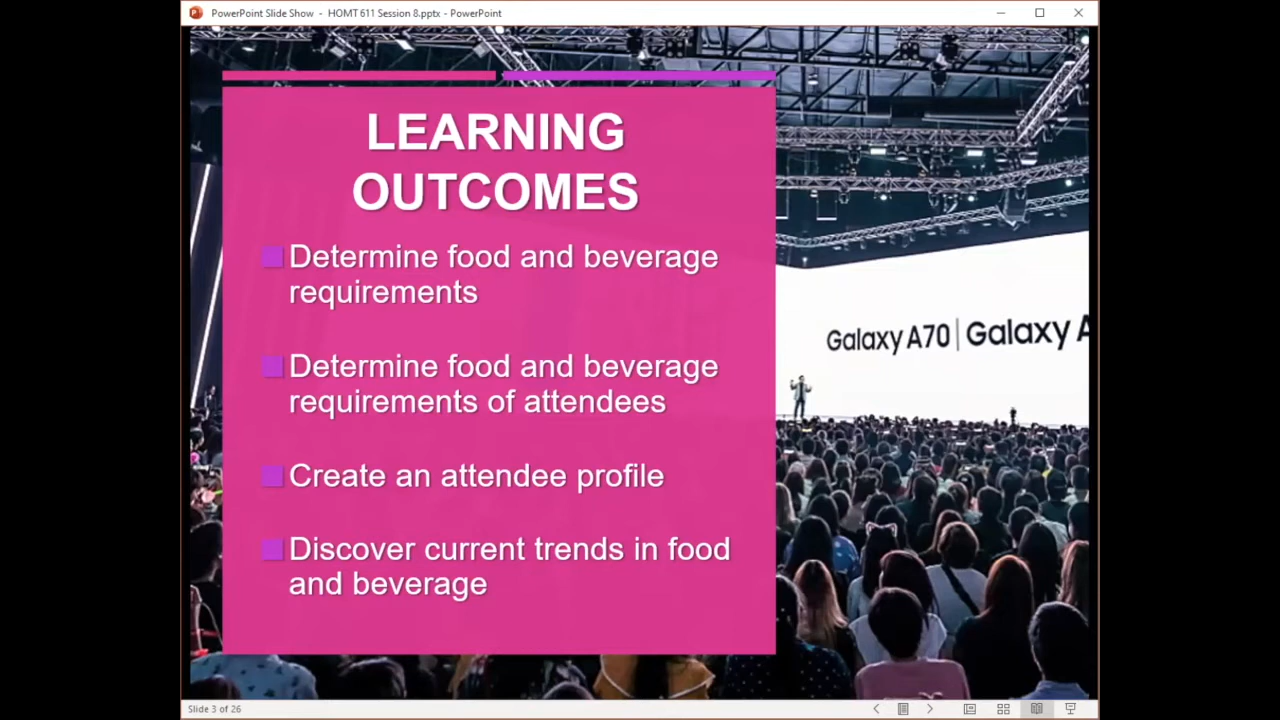 PowerPoint Slide Show - HOMT 611 Session 8.pptx - PowerPoint
LEARNING
OUTCOMES
Determine food and beverage
requirements
Determine food and beverage
requirements of attendees
Create an attendee profile
Discover current trends in food
and beverage
Galaxy A70 | Galaxy A
Slide 3 of 26